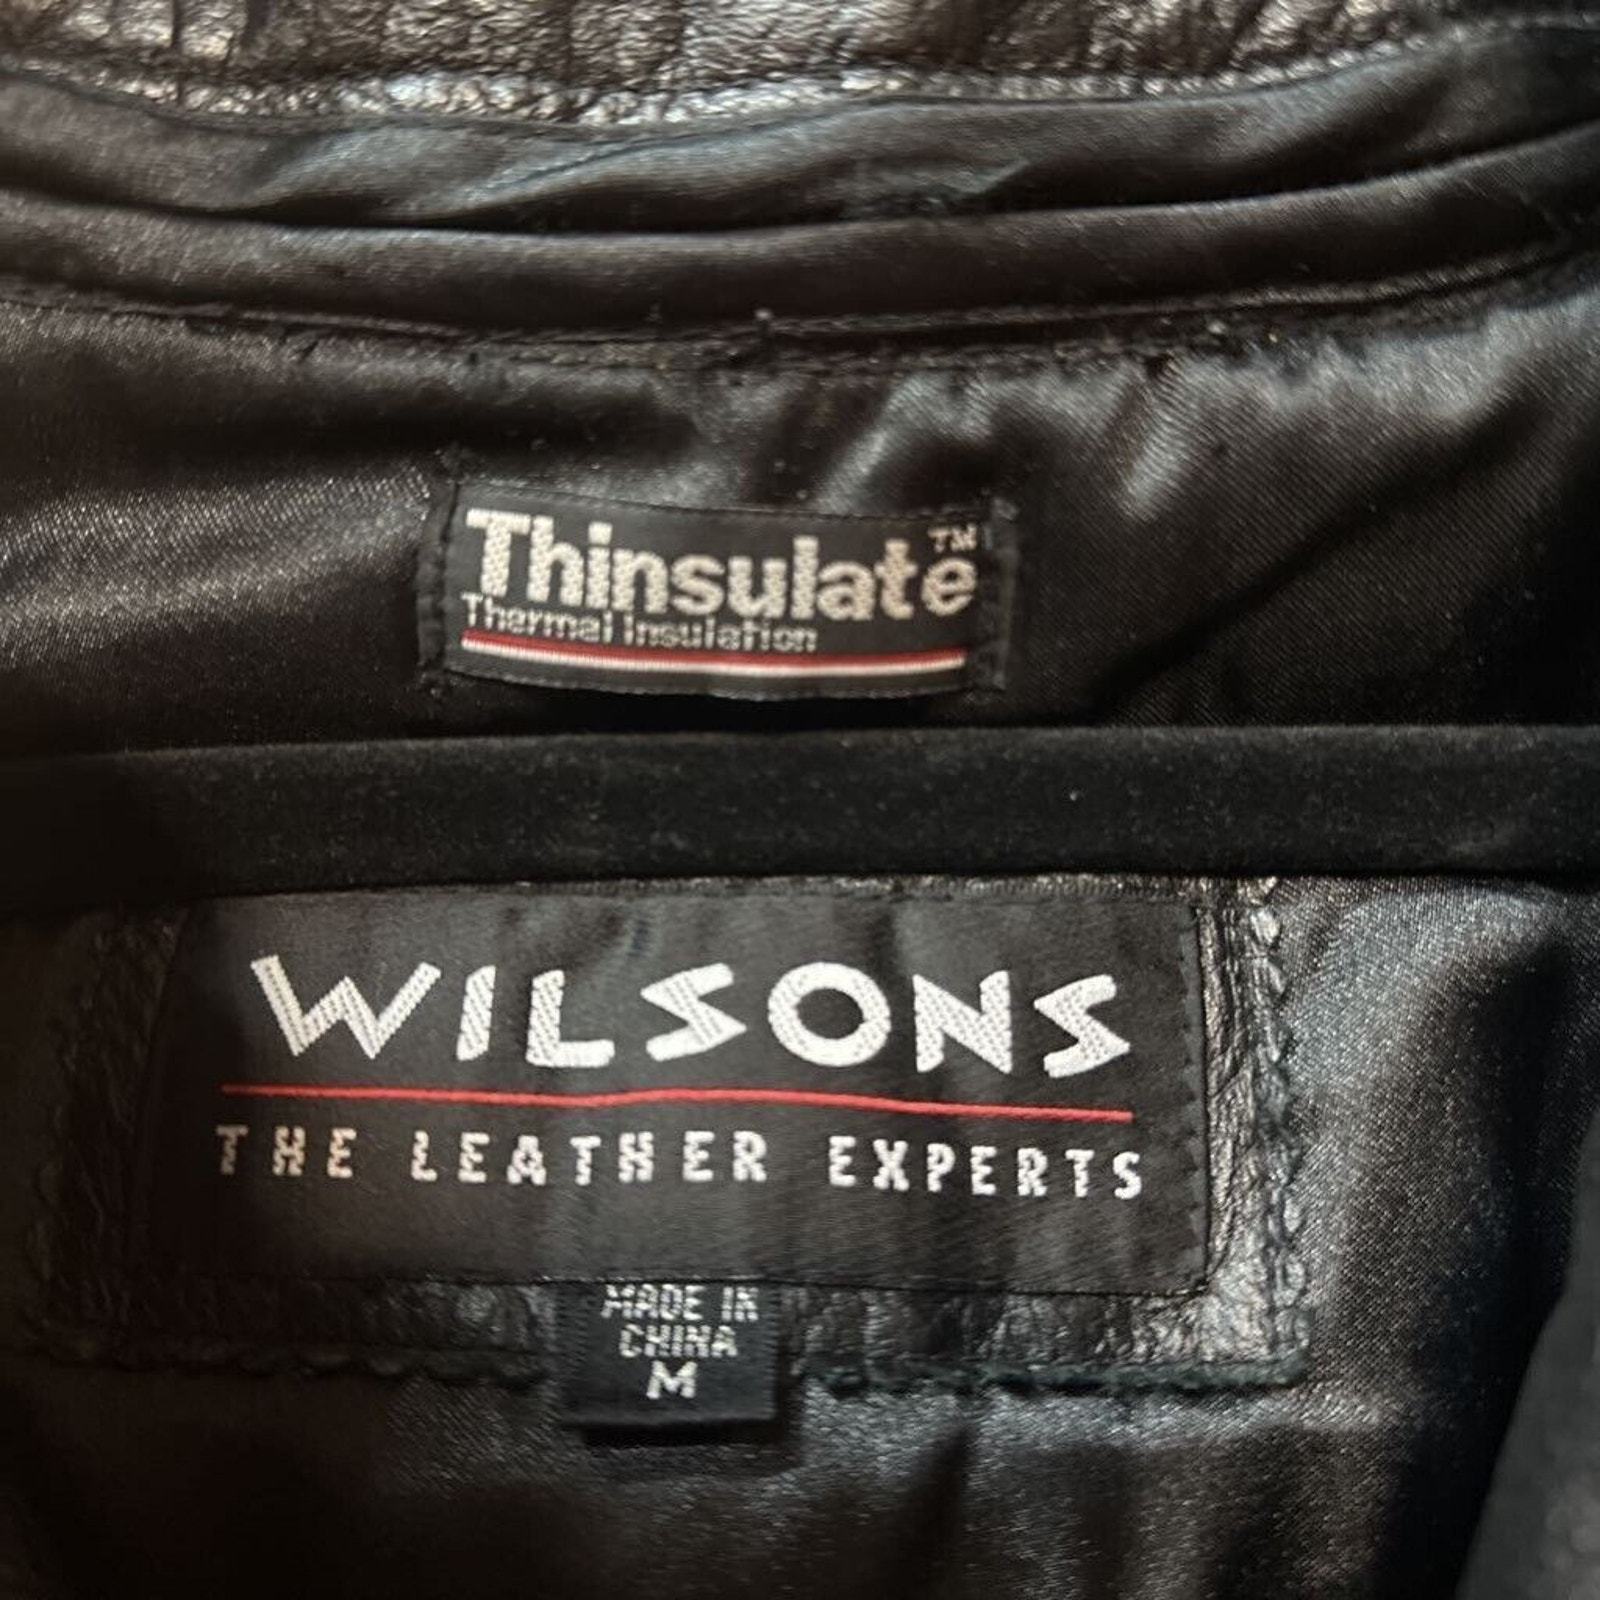 Thinsulate™
Thermal Insulation
WILSONS
THE LEATHER EXPERTS
MADE IN
CHINA
M